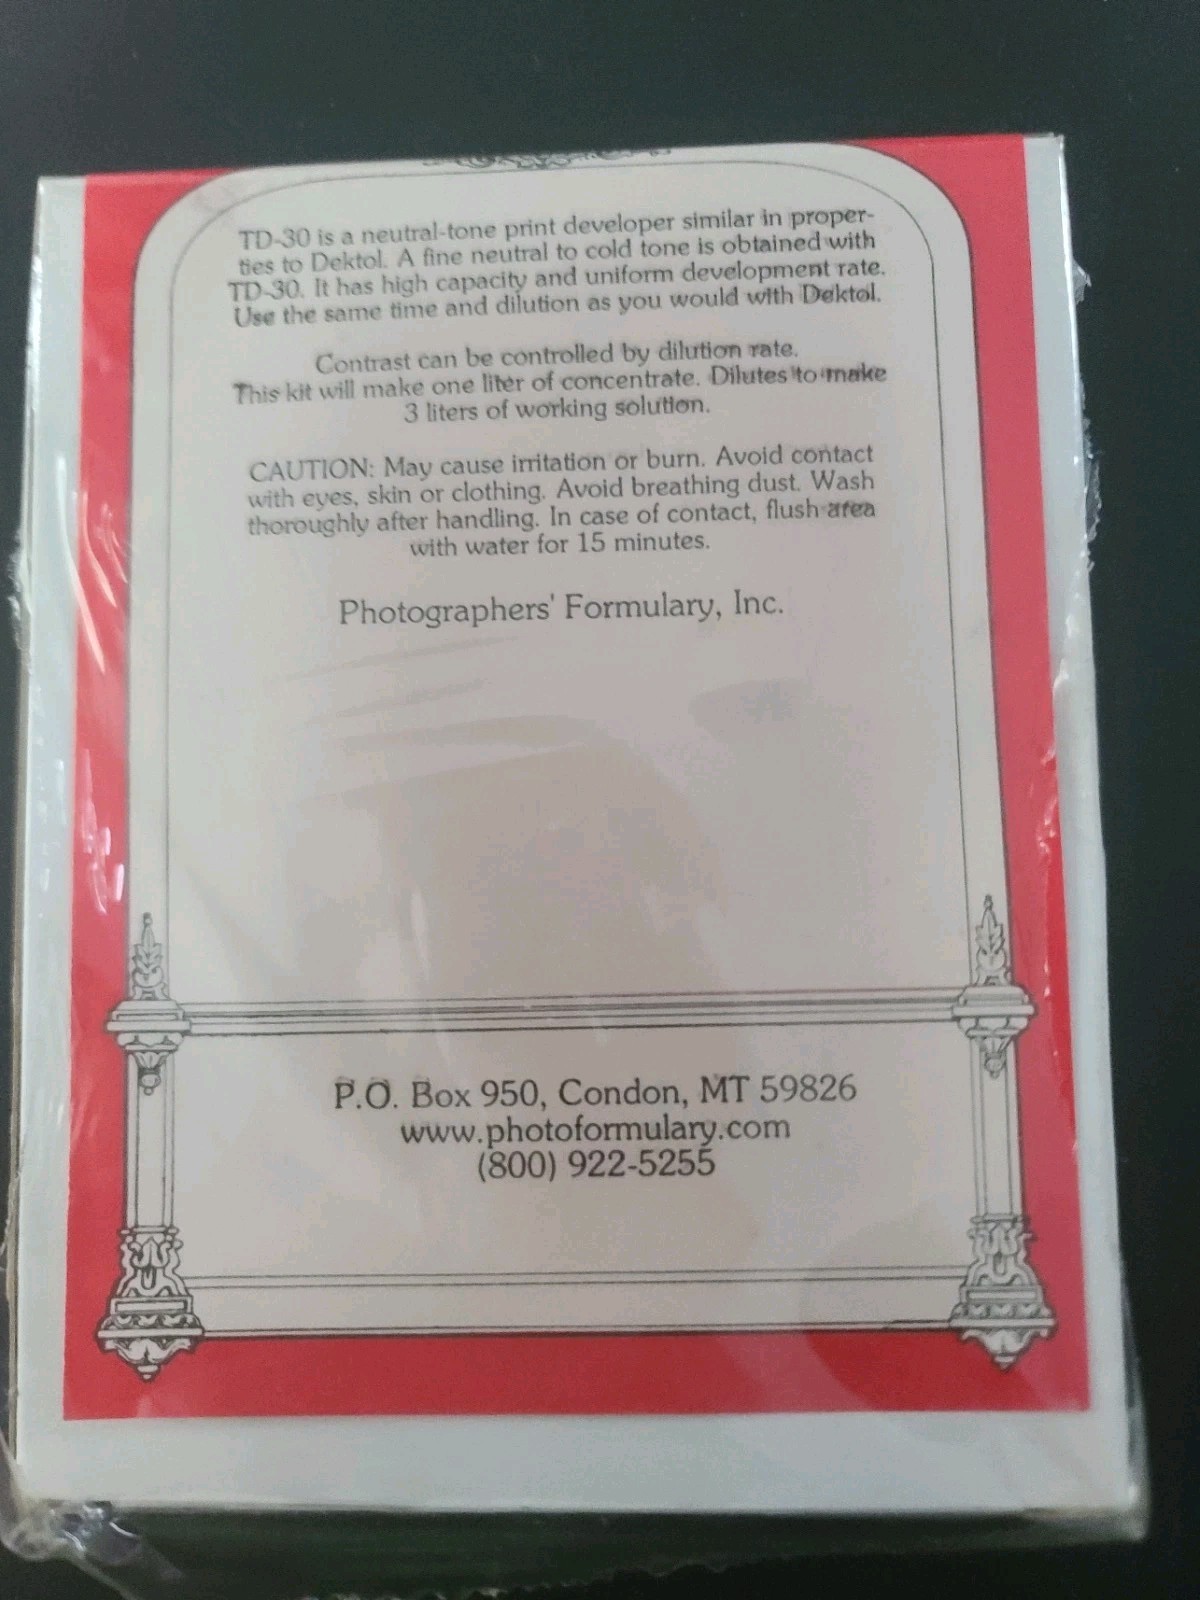 TD-30 is a neutral-tone print developer similar in proper-
ties to Dektol. A fine neutral to cold tone is obtained with
TD-30. It has high capacity and uniform development rate.
Use the same time and dilution as you would with Dektol.
Contrast can be controlled by dilution rate.
This kit will make one liter of concentrate. Dilutes to make
3 liters of working solution.
CAUTION: May cause irritation or burn. Avoid contact
with eyes, skin or clothing. Avoid breathing dust. Wash
thoroughly after handling. In case of contact, flush area
with water for 15 minutes.
Photographers' Formulary, Inc.
P.O. Box 950, Condon, MT 59826
www.photoformulary.com
(800) 922-5255